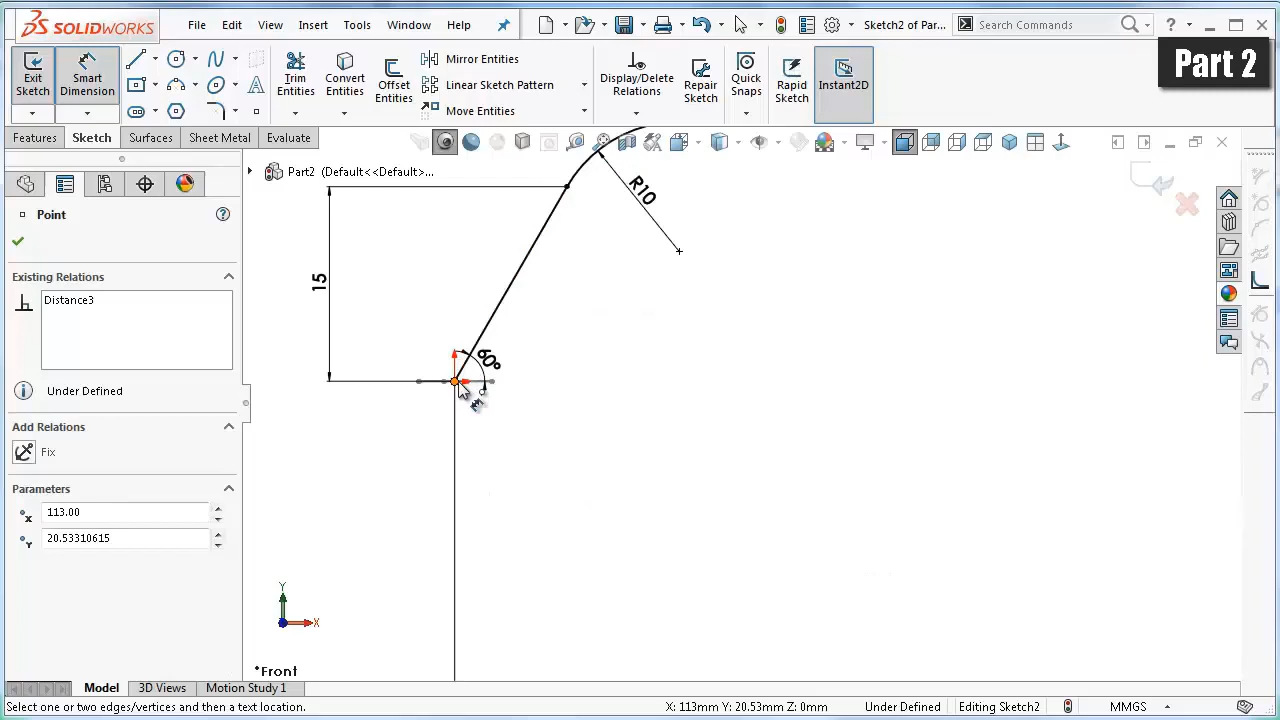 SOLIDWORKS
File Edit View Insert Tools Window Help
Sketch2 of Par...
Search Commands
Part 2
Exit Sketch
Smart Dimension
Trim Entities
Convert Entities
Offset Entities
Mirror Entities
Linear Sketch Pattern
Move Entities
Display/Delete Relations
Repair Sketch
Quick Snaps
Rapid Sketch
Instant2D
Features Sketch Surfaces Sheet Metal Evaluate
Part2 (Default<<Default>...
Point
Existing Relations
Distance3
Under Defined
Add Relations
Fix
Parameters
X 113.00
Y 20.53310615
R10
15
60°
Y
X
*Front
Model 3D Views Motion Study 1
Select one or two edges/vertices and then a text location.
X: 113mm Y: 20.53mm Z: 0mm Under Defined Editing Sketch2 MMGS